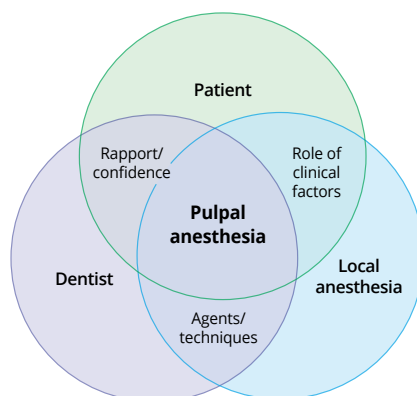 Patient
Rapport/
confidence
Role of
clinical
factors
Pulpal
anesthesia
Dentist
Local
anesthesia
Agents/
techniques